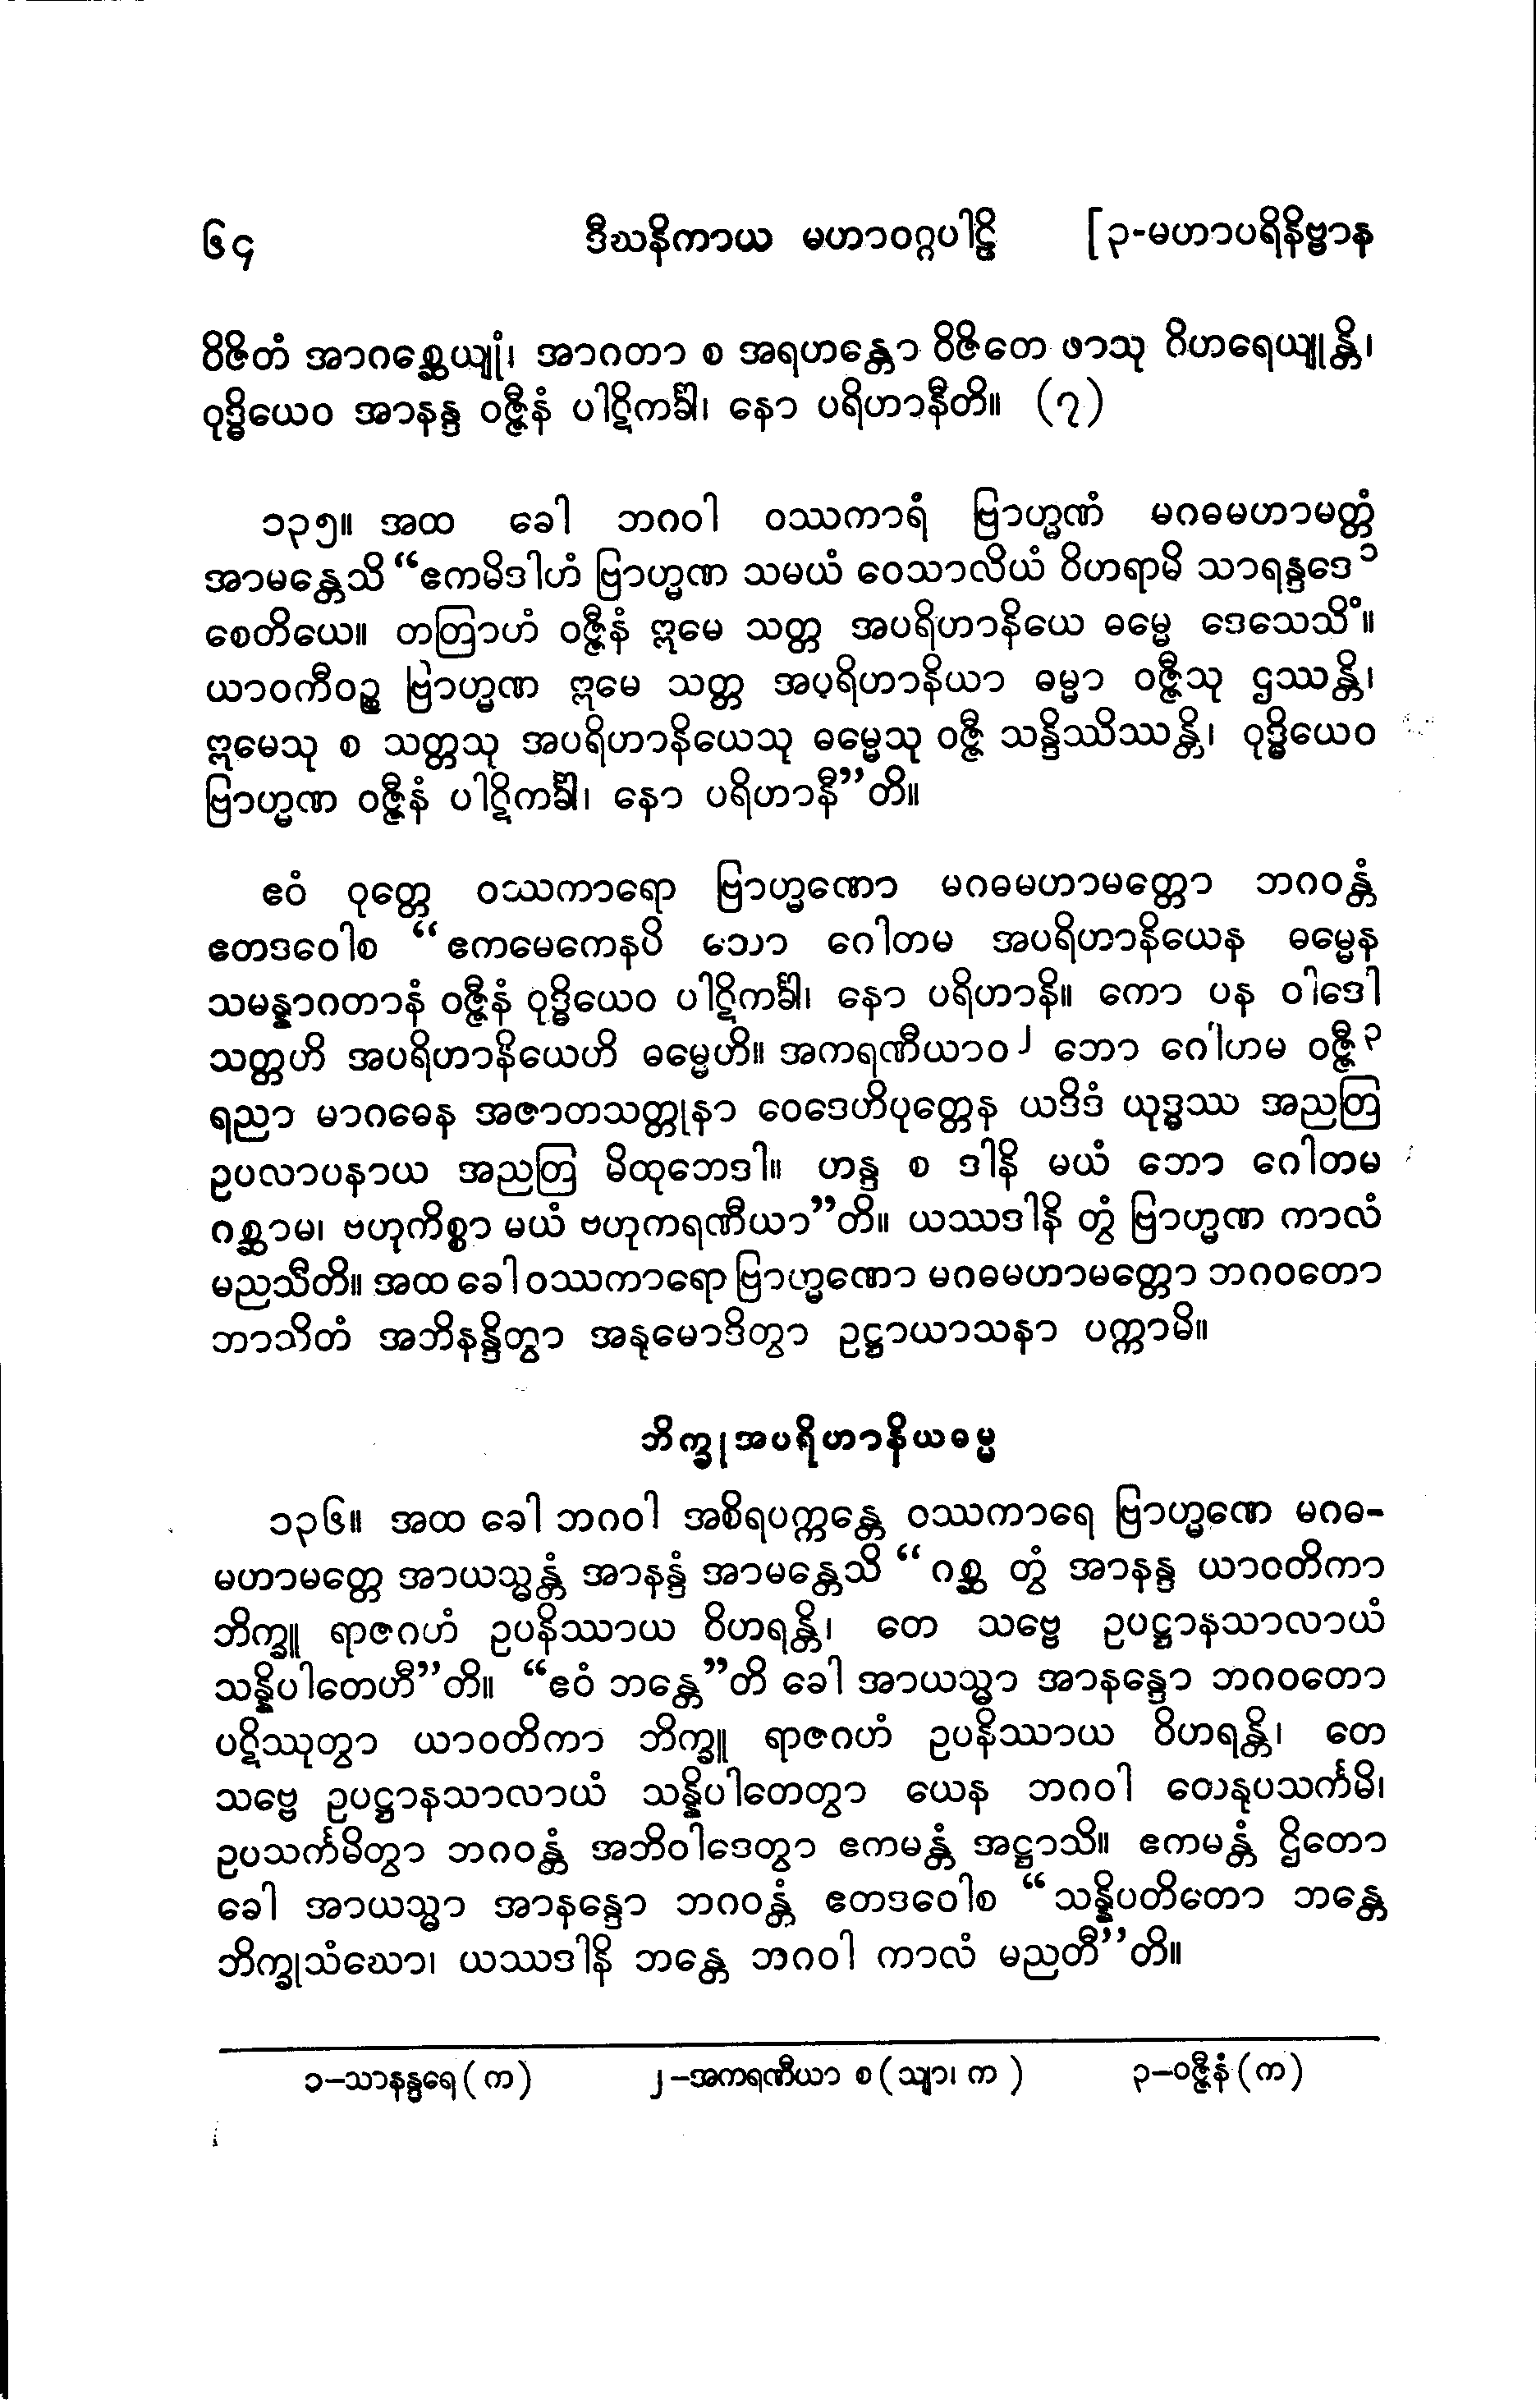 ၆၄ ဒီဃနိကာယ မဟာဝဂ္ဂပါဠိ [၃-မဟာပရိနိဗ္ဗာန
ဝိဇိတံ အာဂစ္ဆေယျုံ၊ အာဂတာ စ အရဟန္တော ဝိဇိတေ ဖာသု ဝိဟရေယျုန္တိ၊
ဝုဒ္ဓိယေဝ အာနန္ဒ ဝဇ္ဇီနံ ပါဋိကင်္ခါ၊ နော ပရိဟာနီတိ။ (၇)
၁၃၅။ အထ ခေါ ဘဂဝါ ဝဿကာရံ ဗြာဟ္မဏံ မဂဓမဟာမတ္တံ
အာမန္တေသိ “ဧကမိဒါဟံ ဗြာဟ္မဏ သမယံ ဝေသာလိယံ ဝိဟရာမိ သာရန္ဒဒေ ၁
စေတိယေ။ တတြာဟံ ဝဇ္ဇီနံ ဣမေ သတ္တ အပရိဟာနိယေ ဓမ္မေ ဒေသေသိံ။
ယာဝကီဝဉ္စ ဗြာဟ္မဏ ဣမေ သတ္တ အပရိဟာနိယာ ဓမ္မာ ဝဇ္ဇီသု ဌဿန္တိ၊
ဣမေသု စ သတ္တသု အပရိဟာနိယေသု ဓမ္မေသု ဝဇ္ဇီ သန္ဒိဿိဿန္တိ၊ ဝုဒ္ဓိယေဝ
ဗြာဟ္မဏ ဝဇ္ဇီနံ ပါဋိကင်္ခါ၊ နော ပရိဟာနီ”တိ။
ဧဝံ ဝုတ္တေ ဝဿကာရော ဗြာဟ္မဏော မဂဓမဟာမတ္တော ဘဂဝန္တံ
ဧတဒဝေါစ “ဧကမေကေနပိ ဘော ဂေါတမ အပရိဟာနိယေန ဓမ္မေန
သမန္နာဂတာနံ ဝဇ္ဇီနံ ဝုဒ္ဓိယေဝ ပါဋိကင်္ခါ၊ နော ပရိဟာနိ။ ကော ပန ဝါဒေါ
သတ္တဟိ အပရိဟာနိယေဟိ ဓမ္မေဟိ။ အကရဏီယာဝ ၂ ဘော ဂေါတမ ဝဇ္ဇီ ၃
ရညာ မာဂဓေန အဇာတသတ္တုနာ ဝေဒေဟိပုတ္တေန ယဒိဒံ ယုဒ္ဓဿ အညတြ
ဥပလာပနာယ အညတြ မိထုဘေဒါ။ ဟန္ဒ စ ဒါနိ မယံ ဘော ဂေါတမ
ဂစ္ဆာမ၊ ဗဟုကိစ္စာ မယံ ဗဟုကရဏီယာ”တိ။ ယဿဒါနိ တွံ ဗြာဟ္မဏ ကာလံ
မညသီတိ။ အထ ခေါ ဝဿကာရော ဗြာဟ္မဏော မဂဓမဟာမတ္တော ဘဂဝတော
ဘာသိတံ အဘိနန္ဒိတွာ အနုမောဒိတွာ ဥဋ္ဌာယာသနာ ပက္ကာမိ။
ဘိက္ခုအပရိဟာနိယဓမ္မ
၁၃၆။ အထ ခေါ ဘဂဝါ အစိရပက္ကန္တေ ဝဿကာရေ ဗြာဟ္မဏေ မဂဓ-
မဟာမတ္တေ အာယသ္မန္တံ အာနန္ဒံ အာမန္တေသိ “ဂစ္ဆ တွံ အာနန္ဒ ယာဝတိကာ
ဘိက္ခူ ရာဇဂဟံ ဥပနိဿာယ ဝိဟရန္တိ၊ တေ သဗ္ဗေ ဥပဋ္ဌာနသာလာယံ
သန္နိပါတေဟီ”တိ။ “ဧဝံ ဘန္တေ”တိ ခေါ အာယသ္မာ အာနန္ဒော ဘဂဝတော
ပဋိဿုတွာ ယာဝတိကာ ဘိက္ခူ ရာဇဂဟံ ဥပနိဿာယ ဝိဟရန္တိ၊ တေ
သဗ္ဗေ ဥပဋ္ဌာနသာလာယံ သန္နိပါတေတွာ ယေန ဘဂဝါ တေနုပသင်္ကမိ၊
ဥပသင်္ကမိတွာ ဘဂဝန္တံ အဘိဝါဒေတွာ ဧကမန္တံ အဋ္ဌာသိ။ ဧကမန္တံ ဌိတော
ခေါ အာယသ္မာ အာနန္ဒော ဘဂဝန္တံ ဧတဒဝေါစ “သန္နိပတိတော ဘန္တေ
ဘိက္ခုသံဃော၊ ယဿဒါနိ ဘန္တေ ဘဂဝါ ကာလံ မညတီ”တိ။
၁−သာနန္ဒရေ (က) ၂−အကရဏီယာ စ (သျာ၊ က) ၃−ဝဇ္ဇီနံ (က)